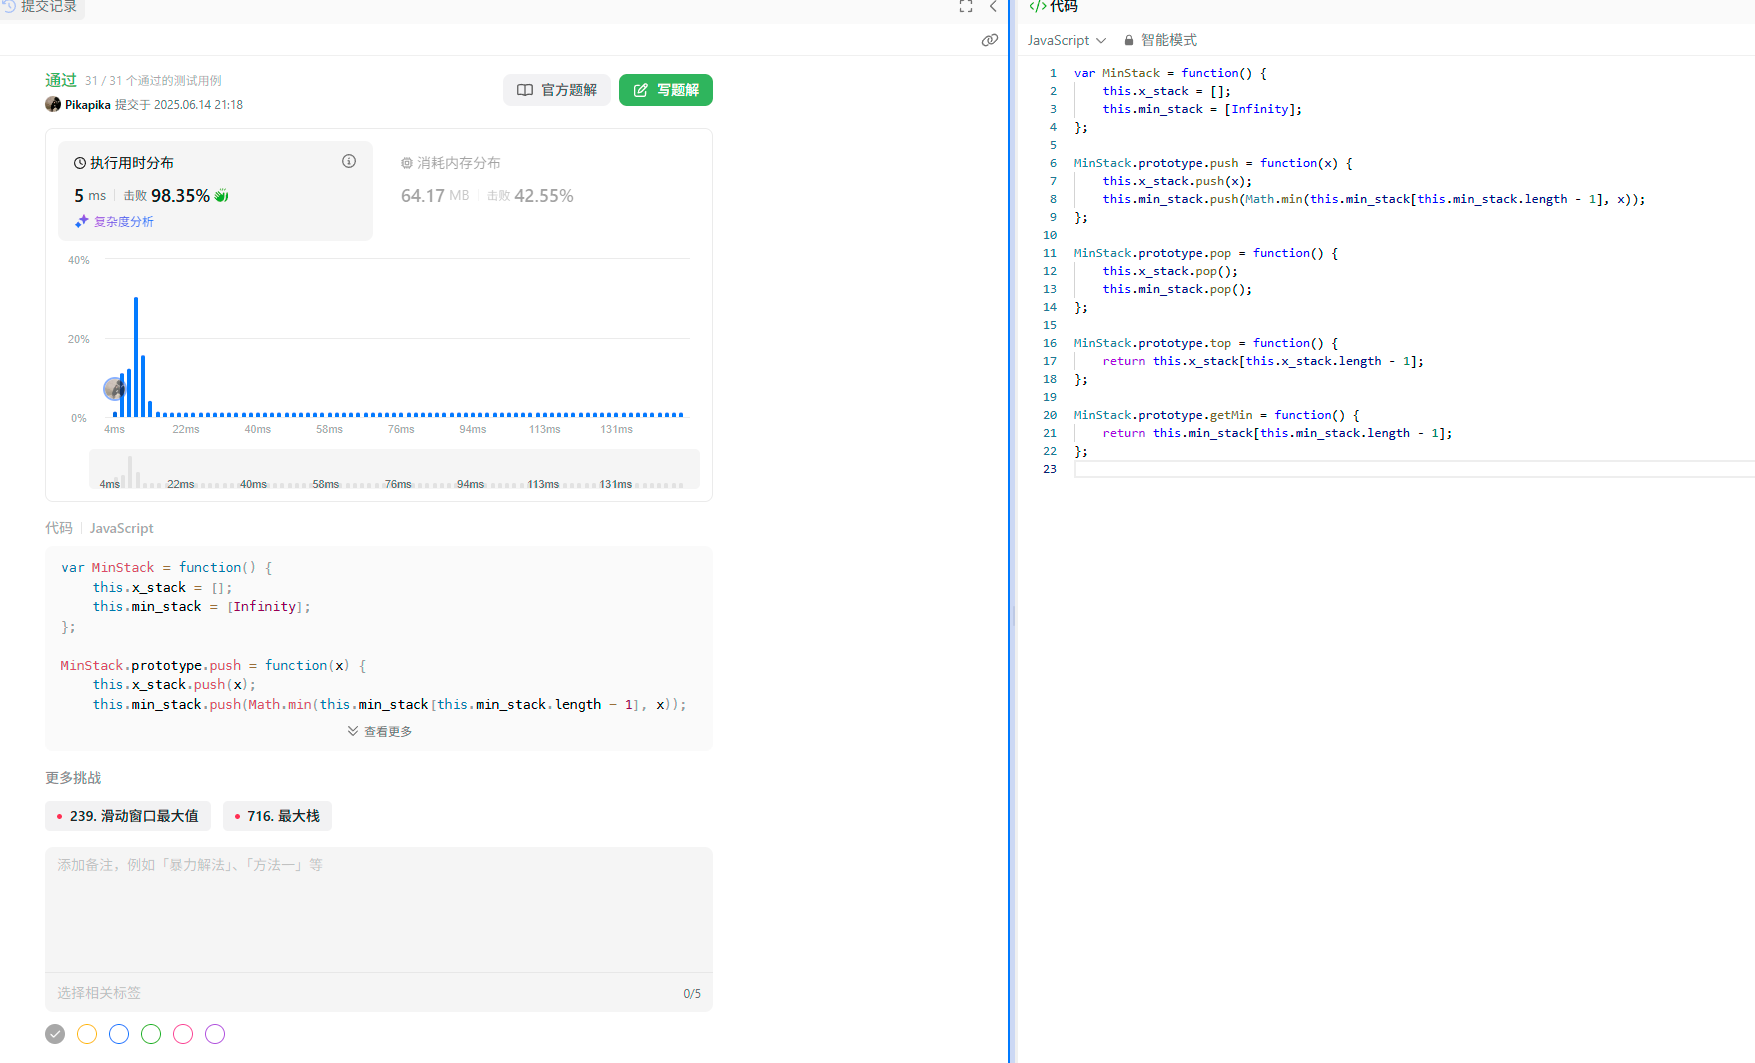 提交记录
通过 31 / 31 个通过的测试用例
Pikapika 提交于 2025.06.14 21:18
官方题解
写题解
执行用时分布
5 ms 击败 98.35%
复杂度分析
消耗内存分布
64.17 MB 击败 42.55%
40%
20%
0%
4ms 22ms 40ms 58ms 76ms 94ms 113ms 131ms
4ms 22ms 40ms 58ms 76ms 94ms 113ms 131ms
代码 JavaScript
var MinStack = function() {
    this.x_stack = [];
    this.min_stack = [Infinity];
};
MinStack.prototype.push = function(x) {
    this.x_stack.push(x);
    this.min_stack.push(Math.min(this.min_stack[this.min_stack.length - 1], x));
查看更多
更多挑战
239. 滑动窗口最大值
716. 最大栈
添加备注，例如「暴力解法」、「方法一」等
选择相关标签 0/5
</> 代码
JavaScript 智能模式
1 var MinStack = function() {
2     this.x_stack = [];
3     this.min_stack = [Infinity];
4 };
5
6 MinStack.prototype.push = function(x) {
7     this.x_stack.push(x);
8     this.min_stack.push(Math.min(this.min_stack[this.min_stack.length - 1], x));
9 };
10
11 MinStack.prototype.pop = function() {
12     this.x_stack.pop();
13     this.min_stack.pop();
14 };
15
16 MinStack.prototype.top = function() {
17     return this.x_stack[this.x_stack.length - 1];
18 };
19
20 MinStack.prototype.getMin = function() {
21     return this.min_stack[this.min_stack.length - 1];
22 };
23